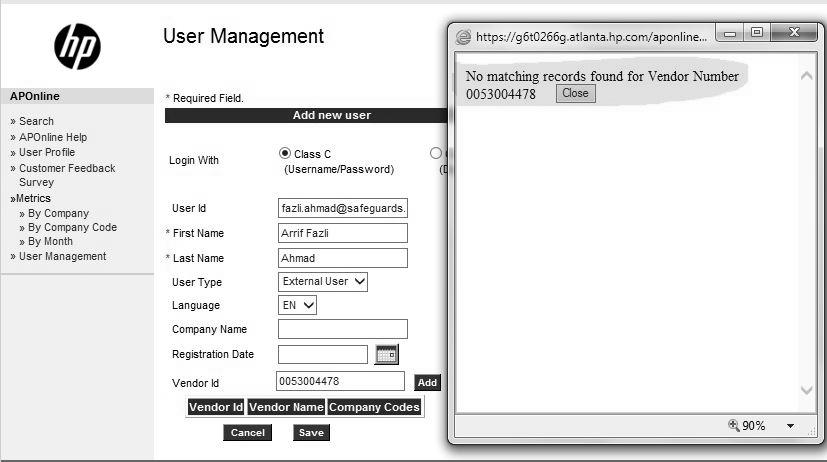 hp
User Management
APOnline
» Search
» APOnline Help
» User Profile
» Customer Feedback
Survey
»Metrics
» By Company
» By Company Code
» By Month
» User Management
* Required Field.
Add new user
Login With
Class C
(Username/Password)
User Id
fazli.ahmad@safeguards.
* First Name
Arrif Fazli
* Last Name
Ahmad
User Type
External User
Language
EN
Company Name
Registration Date
Vendor Id
0053004478
Add
Vendor Id Vendor Name Company Codes
Cancel
Save
https://g6t0266g.atlanta.hp.com/aponline...
No matching records found for Vendor Number
0053004478 Close
90%